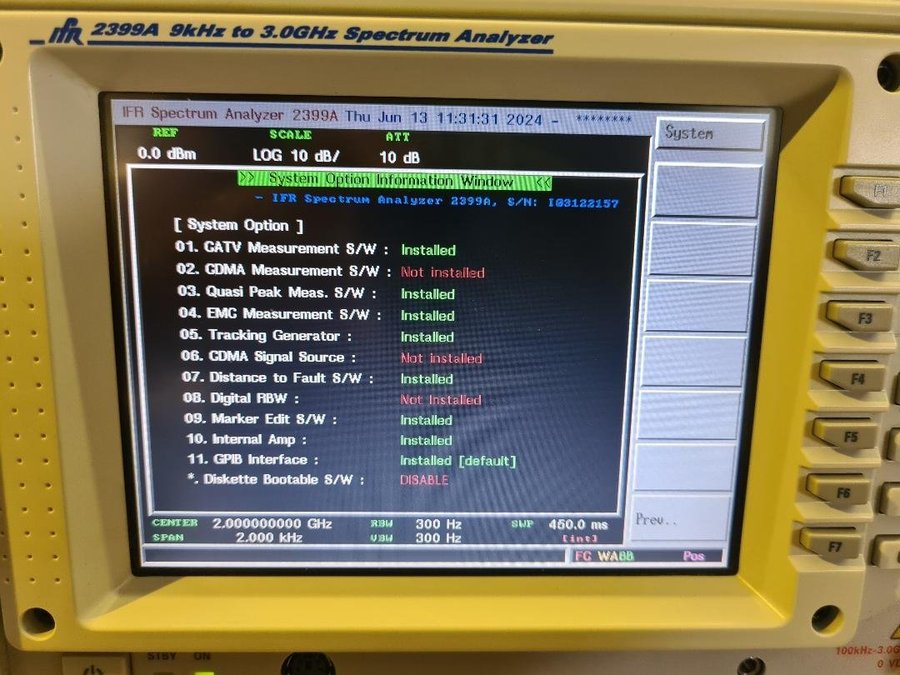 IFR 2399A 9kHz to 3.0GHz Spectrum Analyzer
IFR Spectrum Analyzer 2399A Thu Jun 13 11:31:31 2024 - ********
System
REF SCALE ATT
0.0 dBm LOG 10 dB/ 10 dB
>> System Option Information Window <<
- IFR Spectrum Analyzer 2399A, S/N: I03122157
[ System Option ]
01. CATV Measurement S/W : Installed
02. CDMA Measurement S/W : Not installed
03. Quasi Peak Meas. S/W : Installed
04. EMC Measurement S/W : Installed
05. Tracking Generator : Installed
06. CDMA Signal Source : Not installed
07. Distance to Fault S/W : Installed
08. Digital RBW : Not Installed
09. Marker Edit S/W : Installed
10. Internal Amp : Installed
11. GPIB Interface : Installed [default]
*. Diskette Bootable S/W : DISABLE
CENTER 2.000000000 GHz RBW 300 Hz SWP 450.0 ms
SPAN 2.000 kHz VBW 300 Hz [int]
Prev..
FC WABB Pos
F1
F2
F3
F4
F5
F6
F7
STBY ON
100kHz-3.0G
0 V